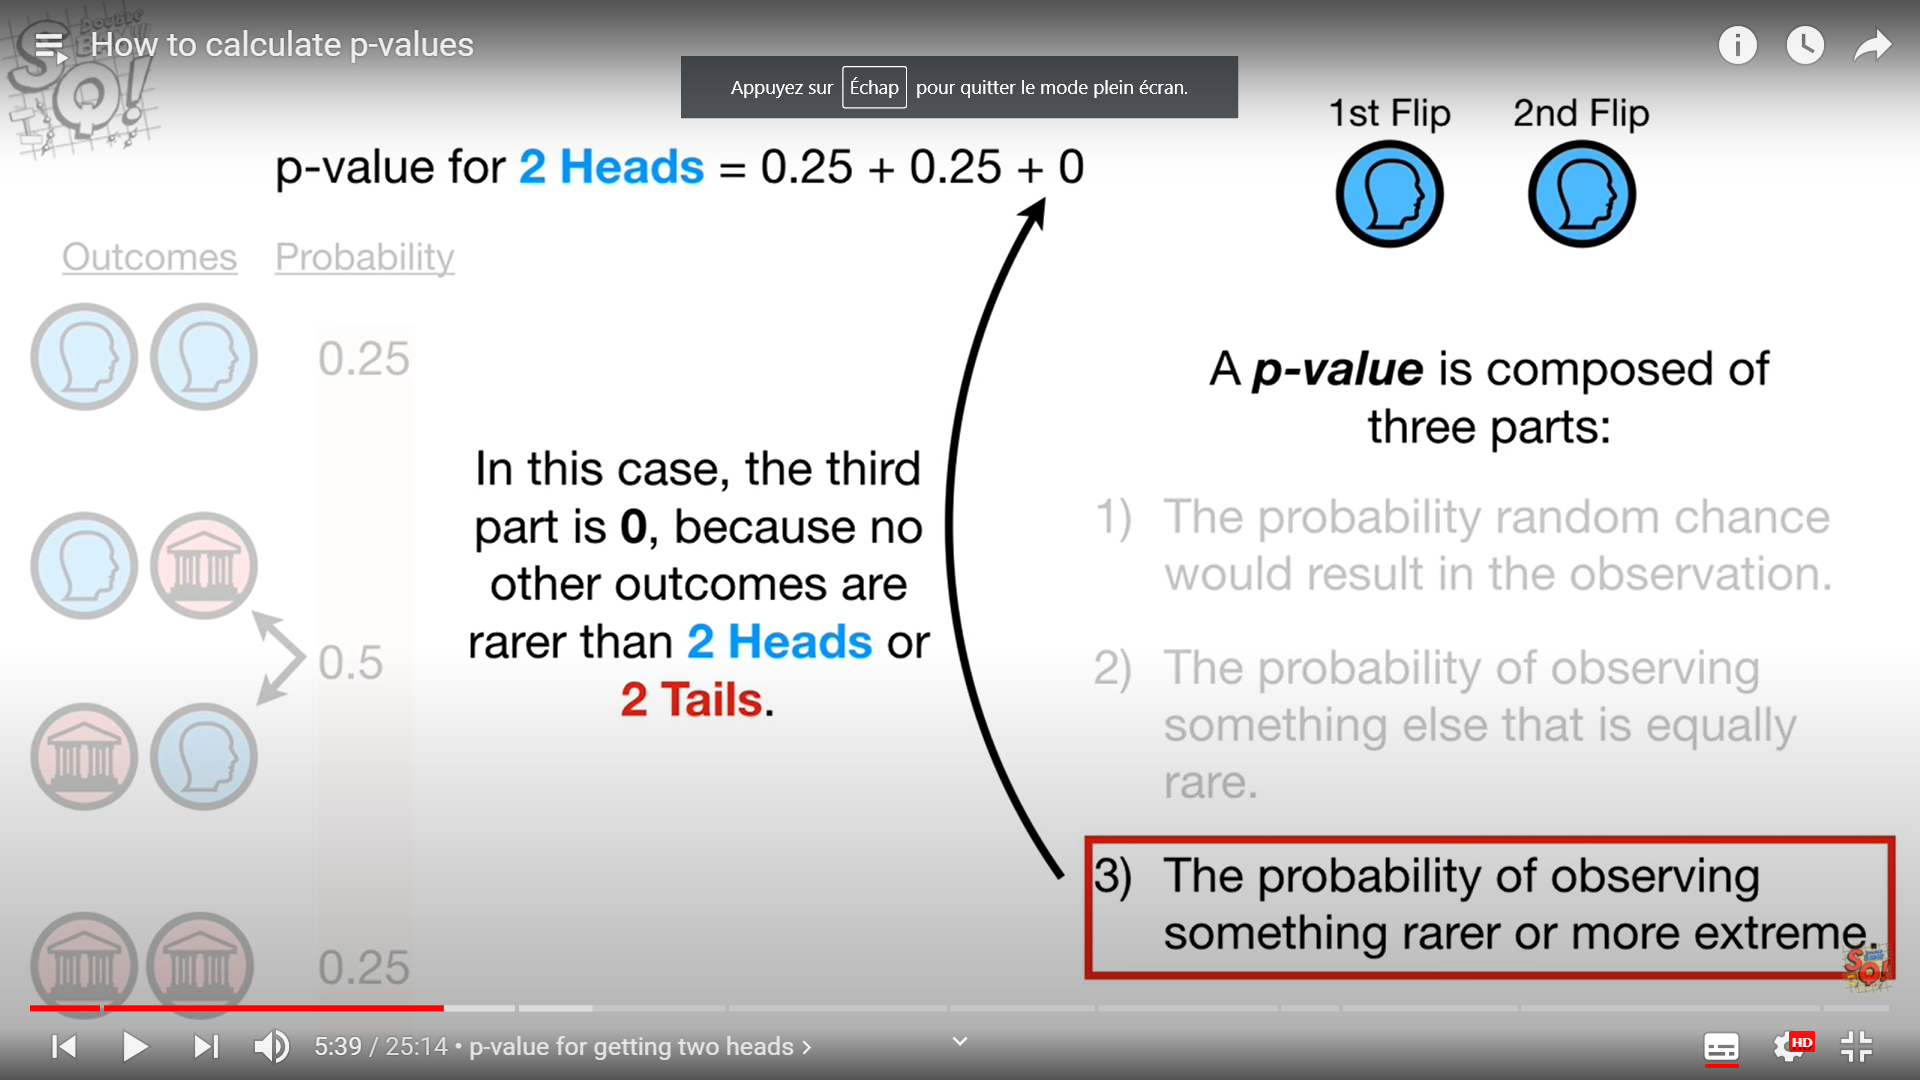 How to calculate p-values
Appuyez sur Échap pour quitter le mode plein écran.
1st Flip 2nd Flip
p-value for 2 Heads = 0.25 + 0.25 + 0
Outcomes Probability
0.25
0.5
0.25
In this case, the third
part is 0, because no
other outcomes are
rarer than 2 Heads or
2 Tails.
A p-value is composed of
three parts:
1) The probability random chance
would result in the observation.
2) The probability of observing
something else that is equally
rare.
3) The probability of observing
something rarer or more extreme.
5:39 / 25:14 • p-value for getting two heads
HD
DOUBLE BAM!!!
SQ!
SQ!